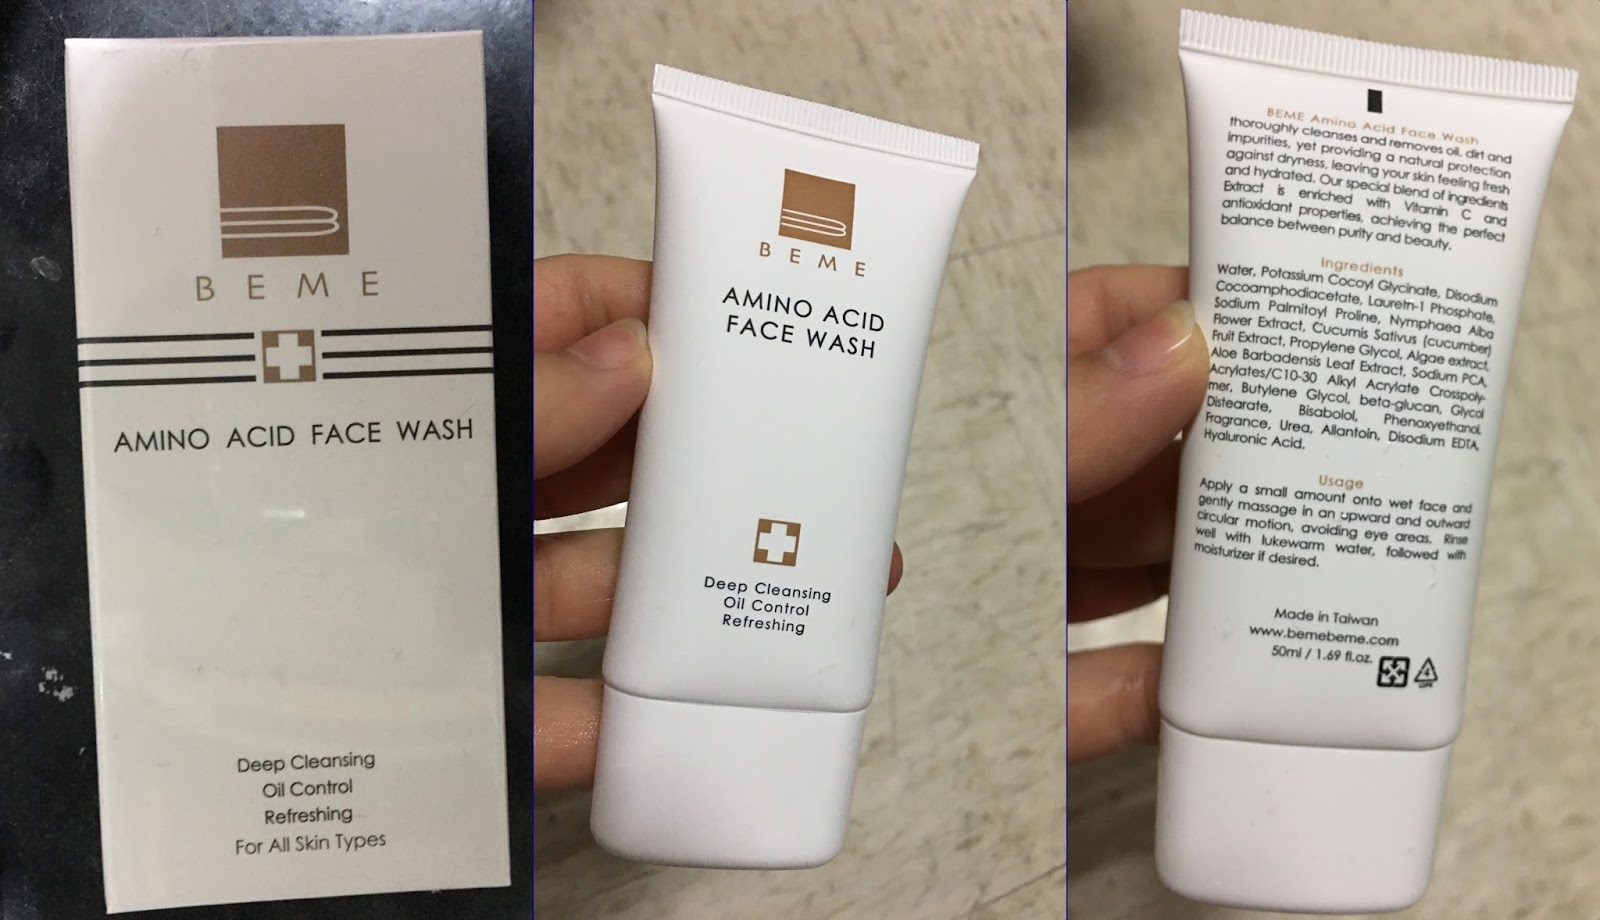 BEME
AMINO ACID FACE WASH
Deep Cleansing
Oil Control
Refreshing
For All Skin Types
BEME
AMINO ACID
FACE WASH
Deep Cleansing
Oil Control
Refreshing
BEME Amino Acid Face Wash
thoroughly cleanses and removes oil, dirt and
impurities, yet providing a natural protection
against dryness, leaving your skin feeling fresh
and hydrated. Our special blend of ingredients
Extract is enriched with Vitamin C and
antioxidant properties, achieving the perfect
balance between purity and beauty.
Ingredients
Water, Potassium Cocoyl Glycinate, Disodium
Cocoamphodiacetate, Laureth-1 Phosphate,
Sodium Palmitoyl Proline, Nymphaea Alba
Flower Extract, Cucumis Sativus (cucumber)
Fruit Extract, Propylene Glycol, Algae extract,
Aloe Barbadensis Leaf Extract, Sodium PCA,
Acrylates/C10-30 Alkyl Acrylate Crosspoly-
mer, Butylene Glycol, beta-glucan, Glycol
Distearate, Bisabolol, Phenoxyethanol,
Fragrance, Urea, Allantoin, Disodium EDTA,
Hyaluronic Acid.
Usage
Apply a small amount onto wet face and
gently massage in an upward and outward
circular motion, avoiding eye areas. Rinse
well with lukewarm water, followed with
moisturizer if desired.
Made in Taiwan
www.bemebeme.com
50ml / 1.69 fl.oz.
4
LDPE